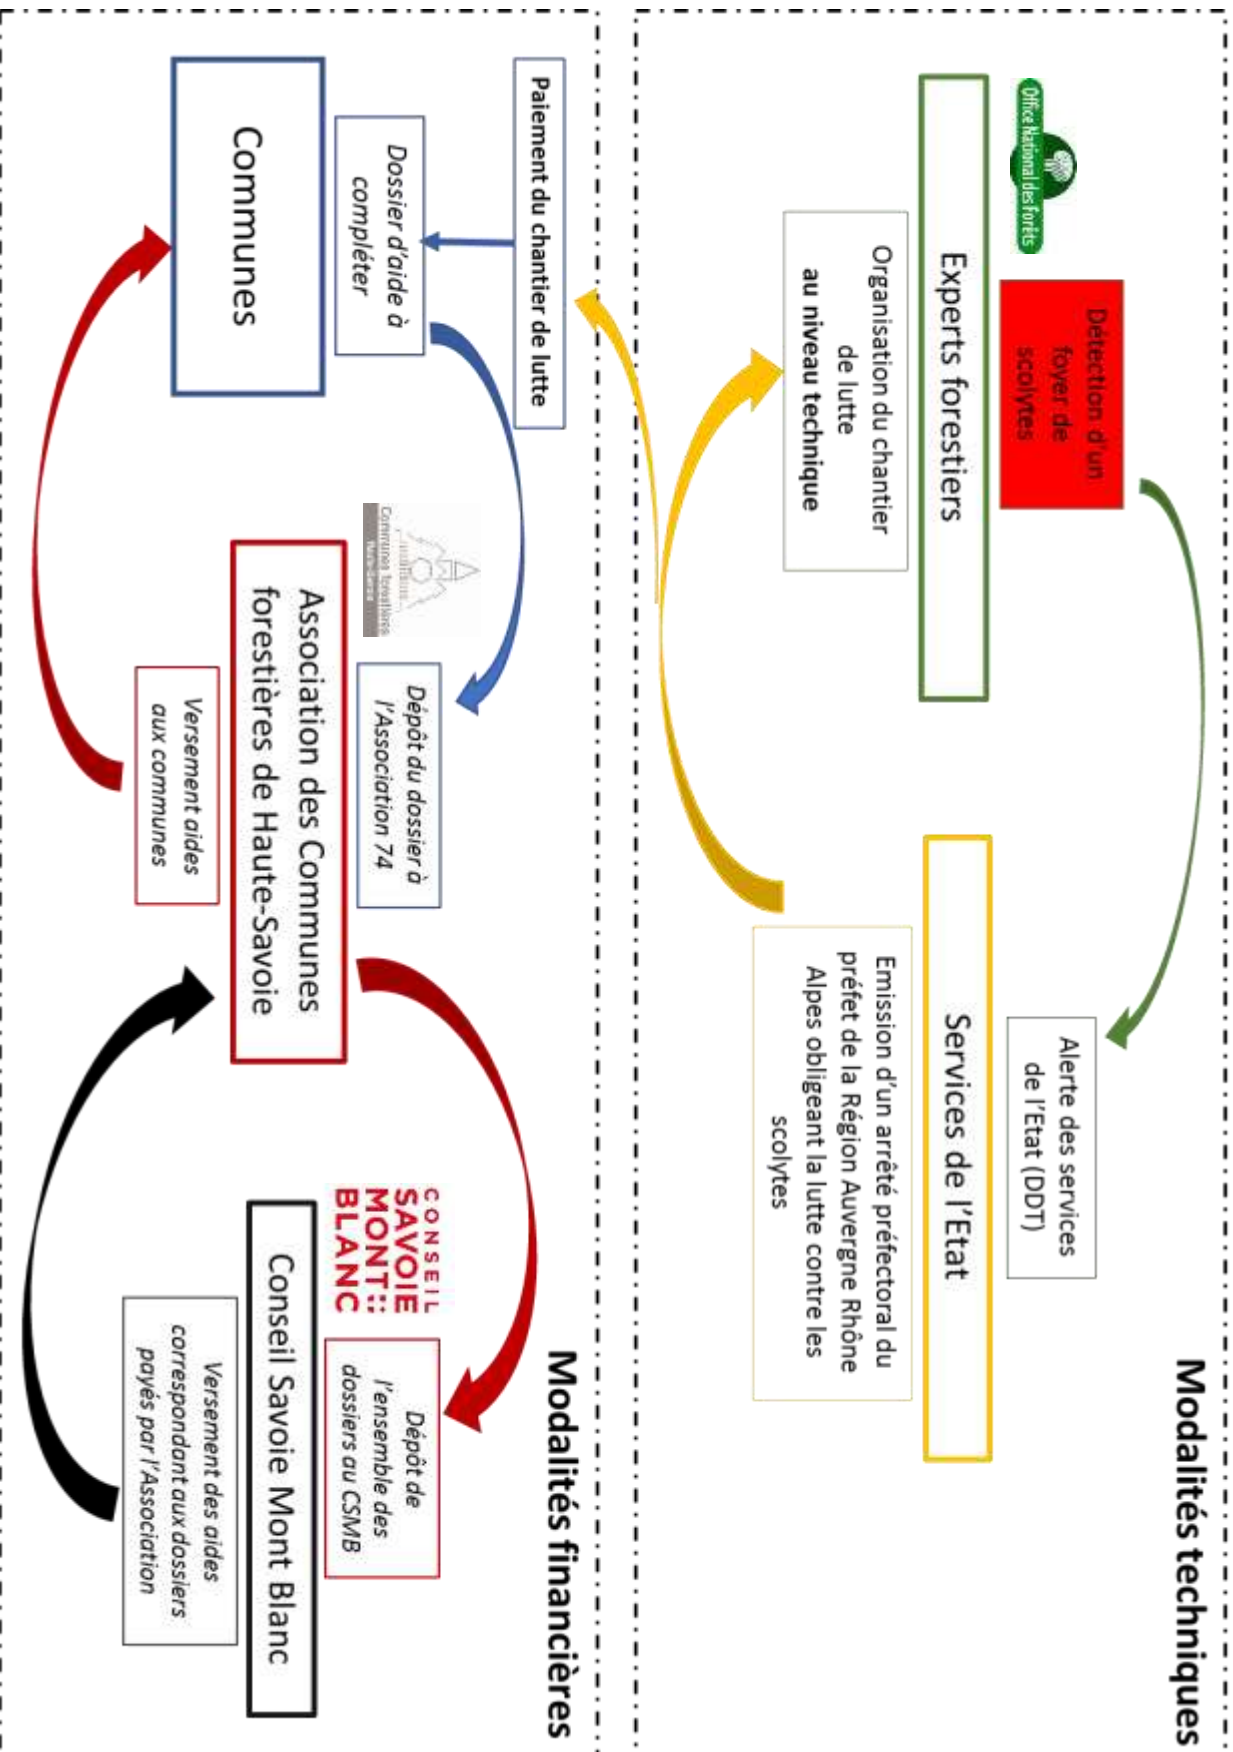 Modalités techniques
Office National des Forêts
Détection d'un
foyer de
scolytes
Alerte des services
de l'Etat (DDT)
Experts forestiers
Services de l'Etat
Organisation du chantier
de lutte
au niveau technique
Emission d'un arrêté préfectoral du
préfet de la Région Auvergne Rhône
Alpes obligeant la lutte contre les
scolytes
Modalités financières
Paiement du chantier de lutte
Dossier d'aide à
compléter
Communes forestières
Dépôt du dossier à
l'Association 74
CONSEIL
SAVOIE
MONT
BLANC
Dépôt de
l'ensemble des
dossiers au CSMB
Communes
Association des Communes
forestières de Haute-Savoie
Conseil Savoie Mont Blanc
Versement aides
aux communes
Versement des aides
correspondant aux dossiers
payés par l'Association